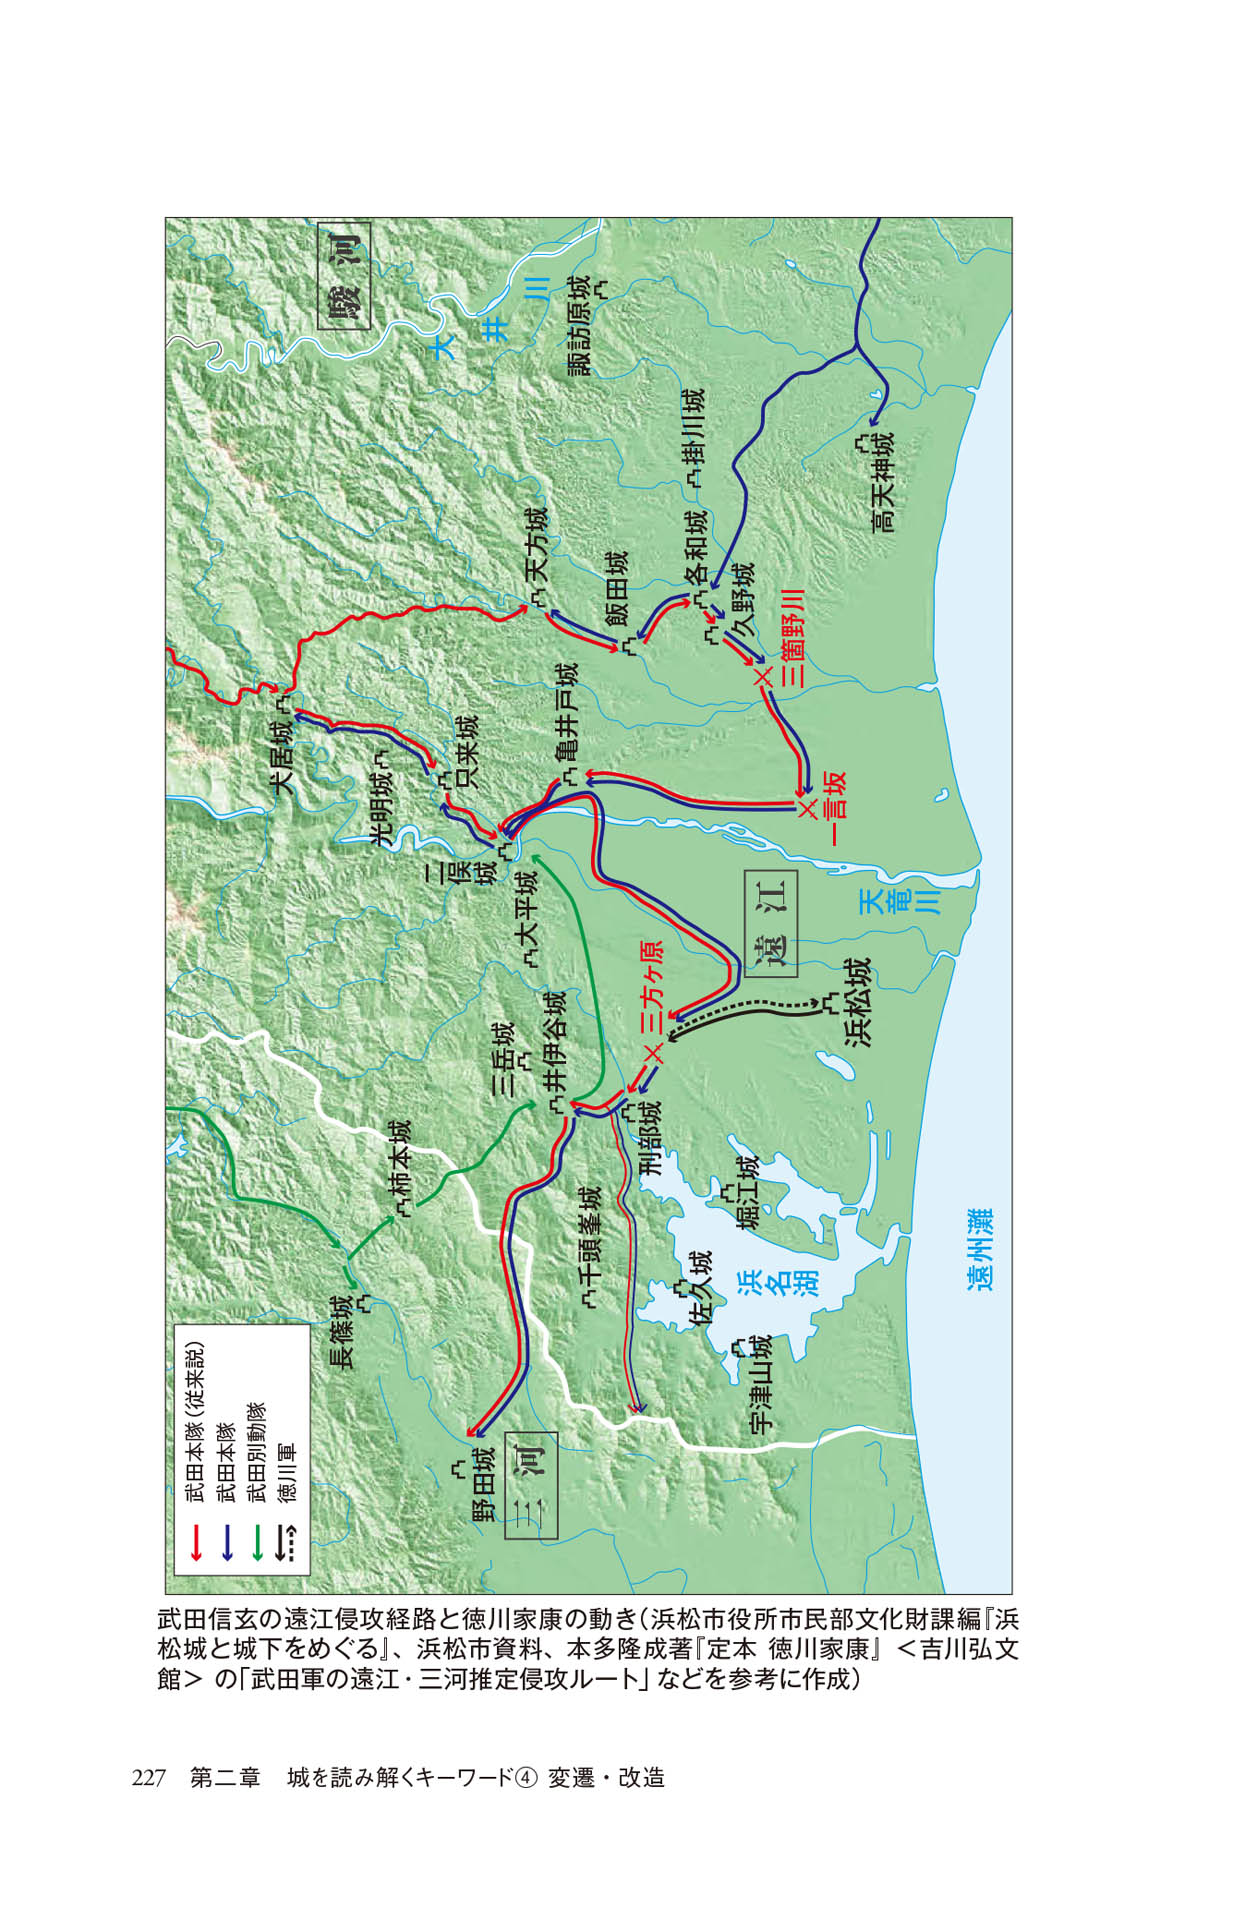 駿河
大井川
諏訪原城
掛川城
高天神城
天方城
飯田城
各和城
久野城
三箇野川
犬居城
光明城
只来城
亀井戸城
一言坂
二俣城
大平城
天竜川
遠江
三方ヶ原
浜松城
三岳城
井伊谷城
刑部城
柿本城
千頭峯城
堀江城
佐久城
浜名湖
宇津山城
遠州灘
長篠城
野田城
三河
武田本隊(従来説)
武田本隊
武田別動隊
徳川軍
武田信玄の遠江侵攻経路と徳川家康の動き(浜松市役所市民部文化財課編『浜
松城と城下をめぐる』、浜松市資料、本多隆成著『定本 徳川家康』<吉川弘文
館>の「武田軍の遠江・三河推定侵攻ルート」などを参考に作成)
227 第二章 城を読み解くキーワード④ 変遷・改造